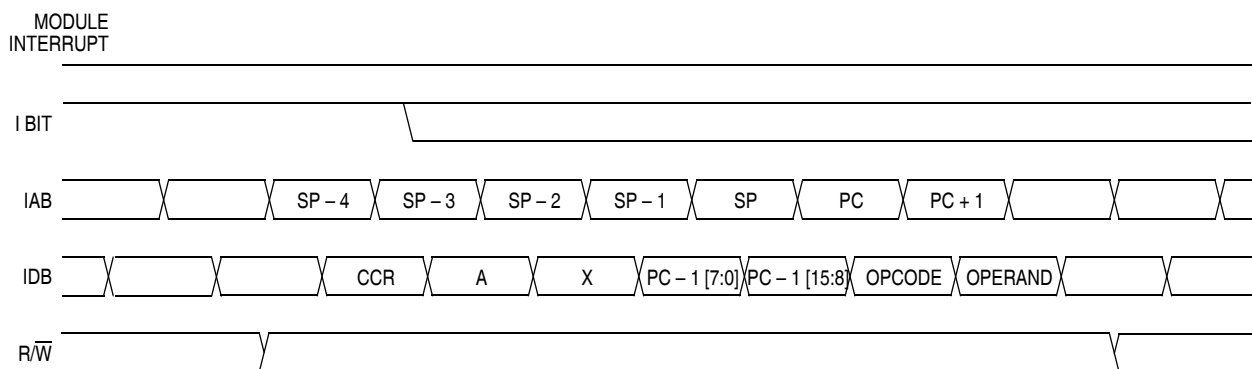 MODULE
INTERRUPT
I BIT
IAB SP – 4 SP – 3 SP – 2 SP – 1 SP PC PC + 1
IDB CCR A X PC – 1 [7:0] PC – 1 [15:8] OPCODE OPERAND
R/W̅